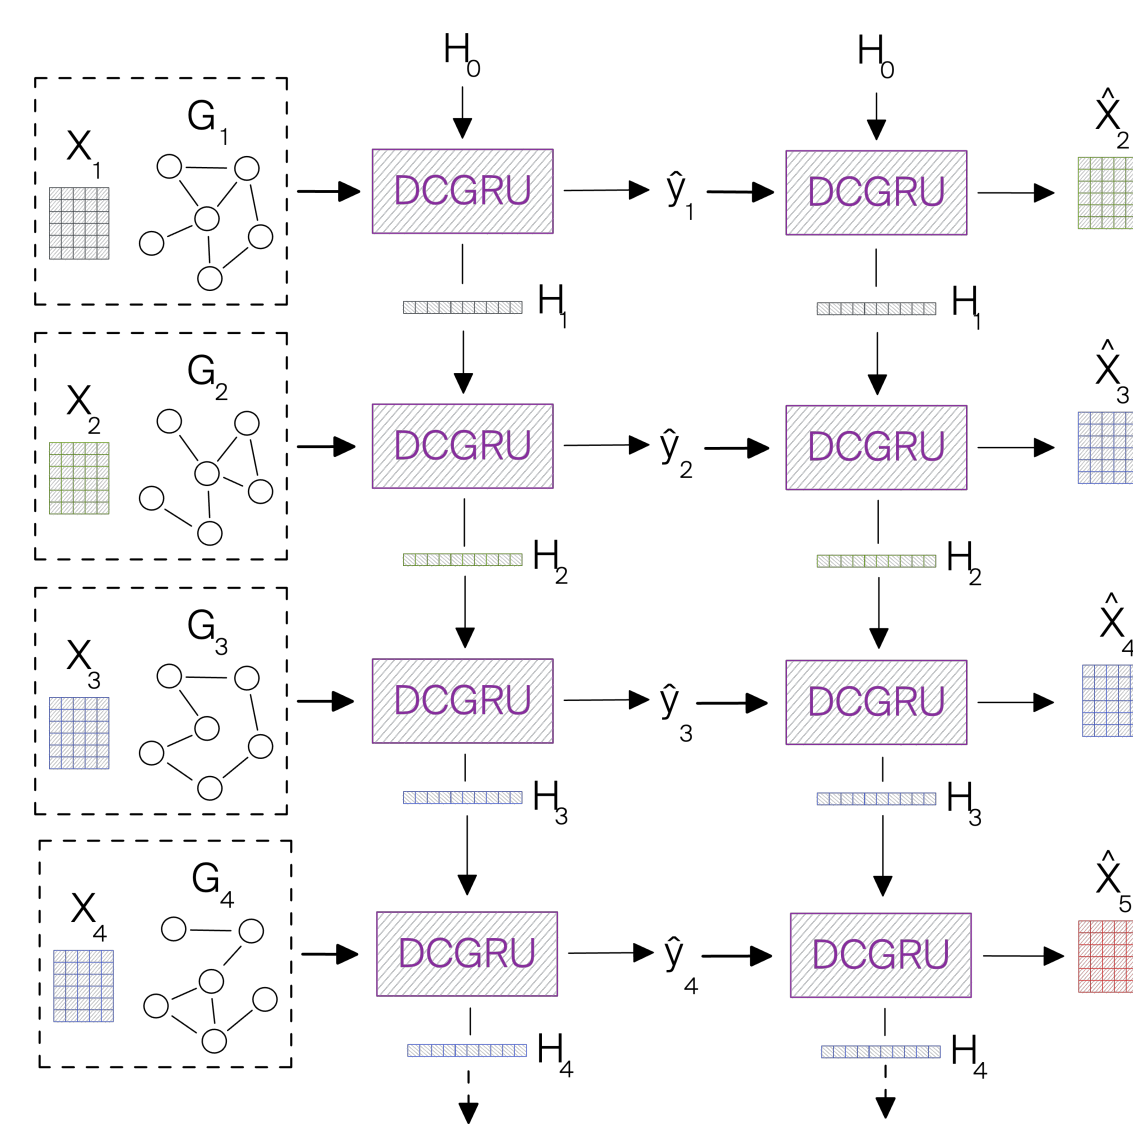 H₀ H₀
X₁ G₁ DCGRU ŷ₁ DCGRU X̂₂
H₁ H₁
X₂ G₂ DCGRU ŷ₂ DCGRU X̂₃
H₂ H₂
X₃ G₃ DCGRU ŷ₃ DCGRU X̂₄
H₃ H₃
X₄ G₄ DCGRU ŷ₄ DCGRU X̂₅
H₄ H₄